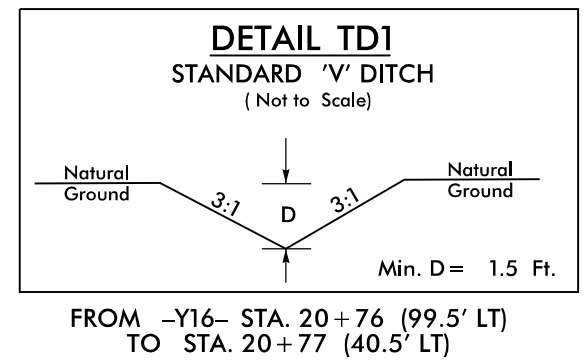 DETAIL TD1
STANDARD 'V' DITCH
( Not to Scale)
Natural
Ground
3:1
D
3:1
Natural
Ground
Min. D = 1.5 Ft.
FROM -Y16- STA. 20+76 (99.5' LT)
TO STA. 20+77 (40.5' LT)